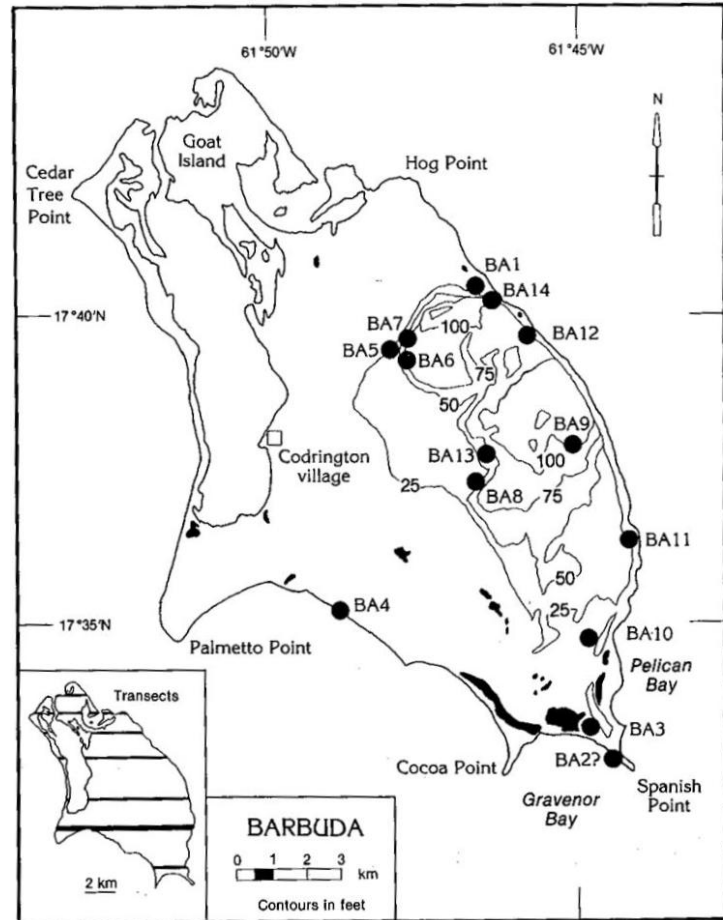 61°50'W
61°45'W
N
Goat
Island
Cedar
Tree
Point
Hog Point
BA1
BA14
17°40'N
BA7
100
BA12
BA5
BA6
75
50
BA9
Codrington
village
BA13
100
25
BA8
75
BA11
50
17°35'N
BA4
25
BA10
Palmetto Point
Pelican
Bay
Transects
BA3
Cocoa Point
BA2?
Spanish
Point
Gravenor
Bay
BARBUDA
0 1 2 3
km
2 km
Contours in feet